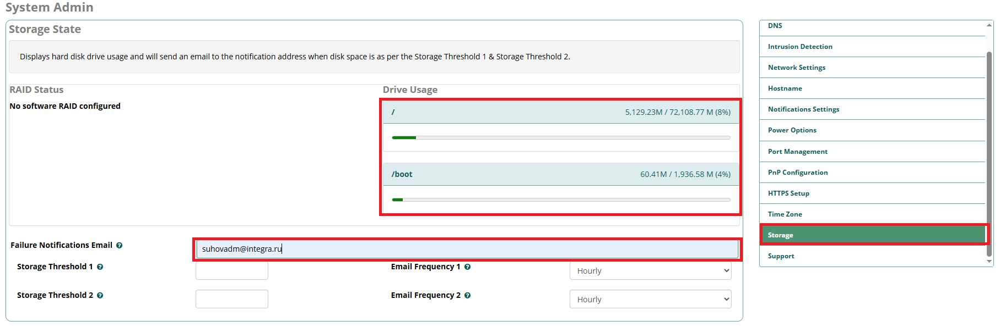 System Admin
Storage State
Displays hard disk drive usage and will send an email to the notification address when disk space is as per the Storage Threshold 1 & Storage Threshold 2.
RAID Status
No software RAID configured
Drive Usage
/ 5,129.23M / 72,108.77 M (8%)
/boot 60.41M / 1,936.58 M (4%)
Failure Notifications Email ? suhovadm@integra.ru
Storage Threshold 1 ? Email Frequency 1 ? Hourly
Storage Threshold 2 ? Email Frequency 2 ? Hourly
DNS
Intrusion Detection
Network Settings
Hostname
Notifications Settings
Power Options
Port Management
PnP Configuration
HTTPS Setup
Time Zone
Storage
Support